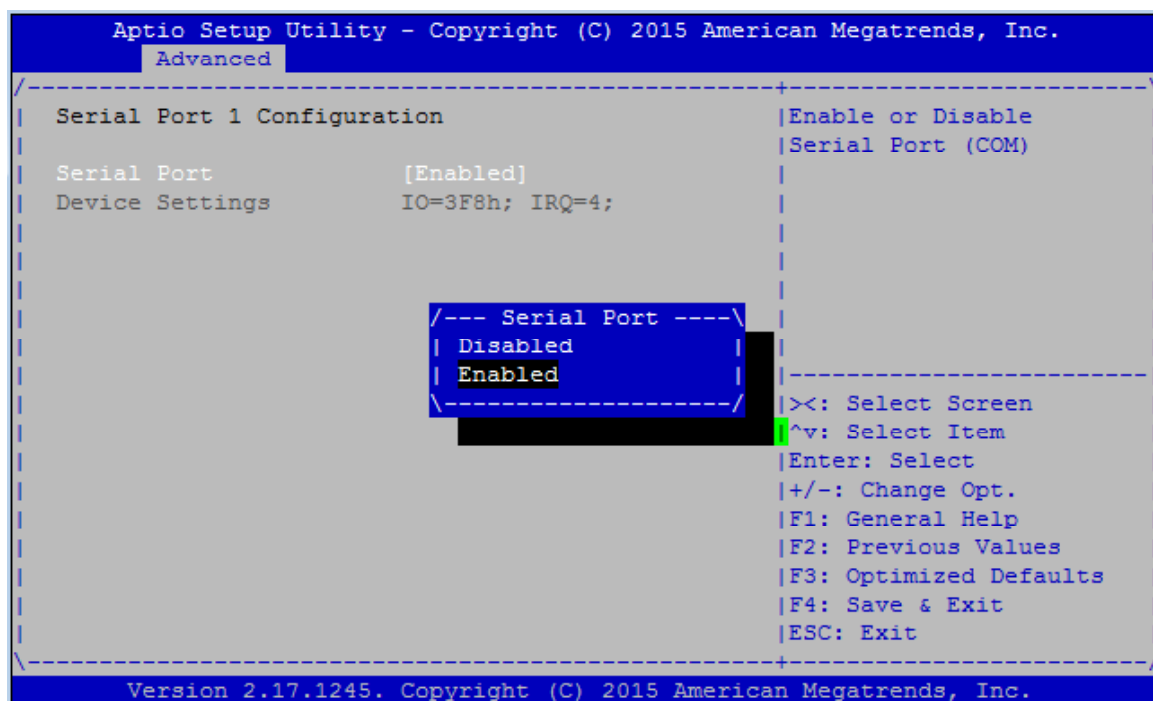 Aptio Setup Utility - Copyright (C) 2015 American Megatrends, Inc.
Advanced
/----------------------------------------------------+-------------------------\
| Serial Port 1 Configuration |Enable or Disable
| |Serial Port (COM)
| Serial Port [Enabled] |
| Device Settings IO=3F8h; IRQ=4; |
/--- Serial Port ----\
| Disabled |
| Enabled |
\--------------------/
|-------------------------
|><: Select Screen
|^v: Select Item
|Enter: Select
|+/-: Change Opt.
|F1: General Help
|F2: Previous Values
|F3: Optimized Defaults
|F4: Save & Exit
|ESC: Exit
\----------------------------------------------------+-------------------------/
Version 2.17.1245. Copyright (C) 2015 American Megatrends, Inc.